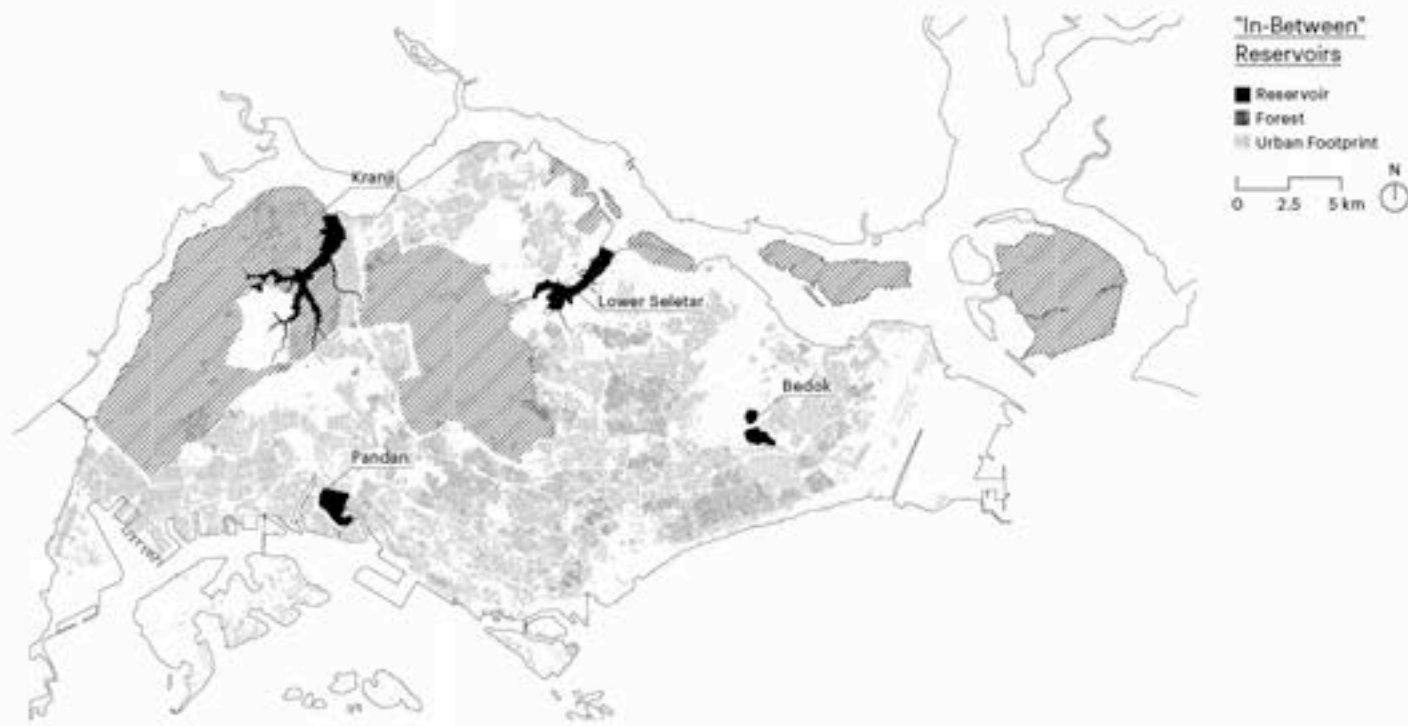 "In-Between"
Reservoirs
Reservoir
Forest
Urban Footprint
N
0 2.5 5 km
Kranji
Lower Seletar
Bedok
Pandan